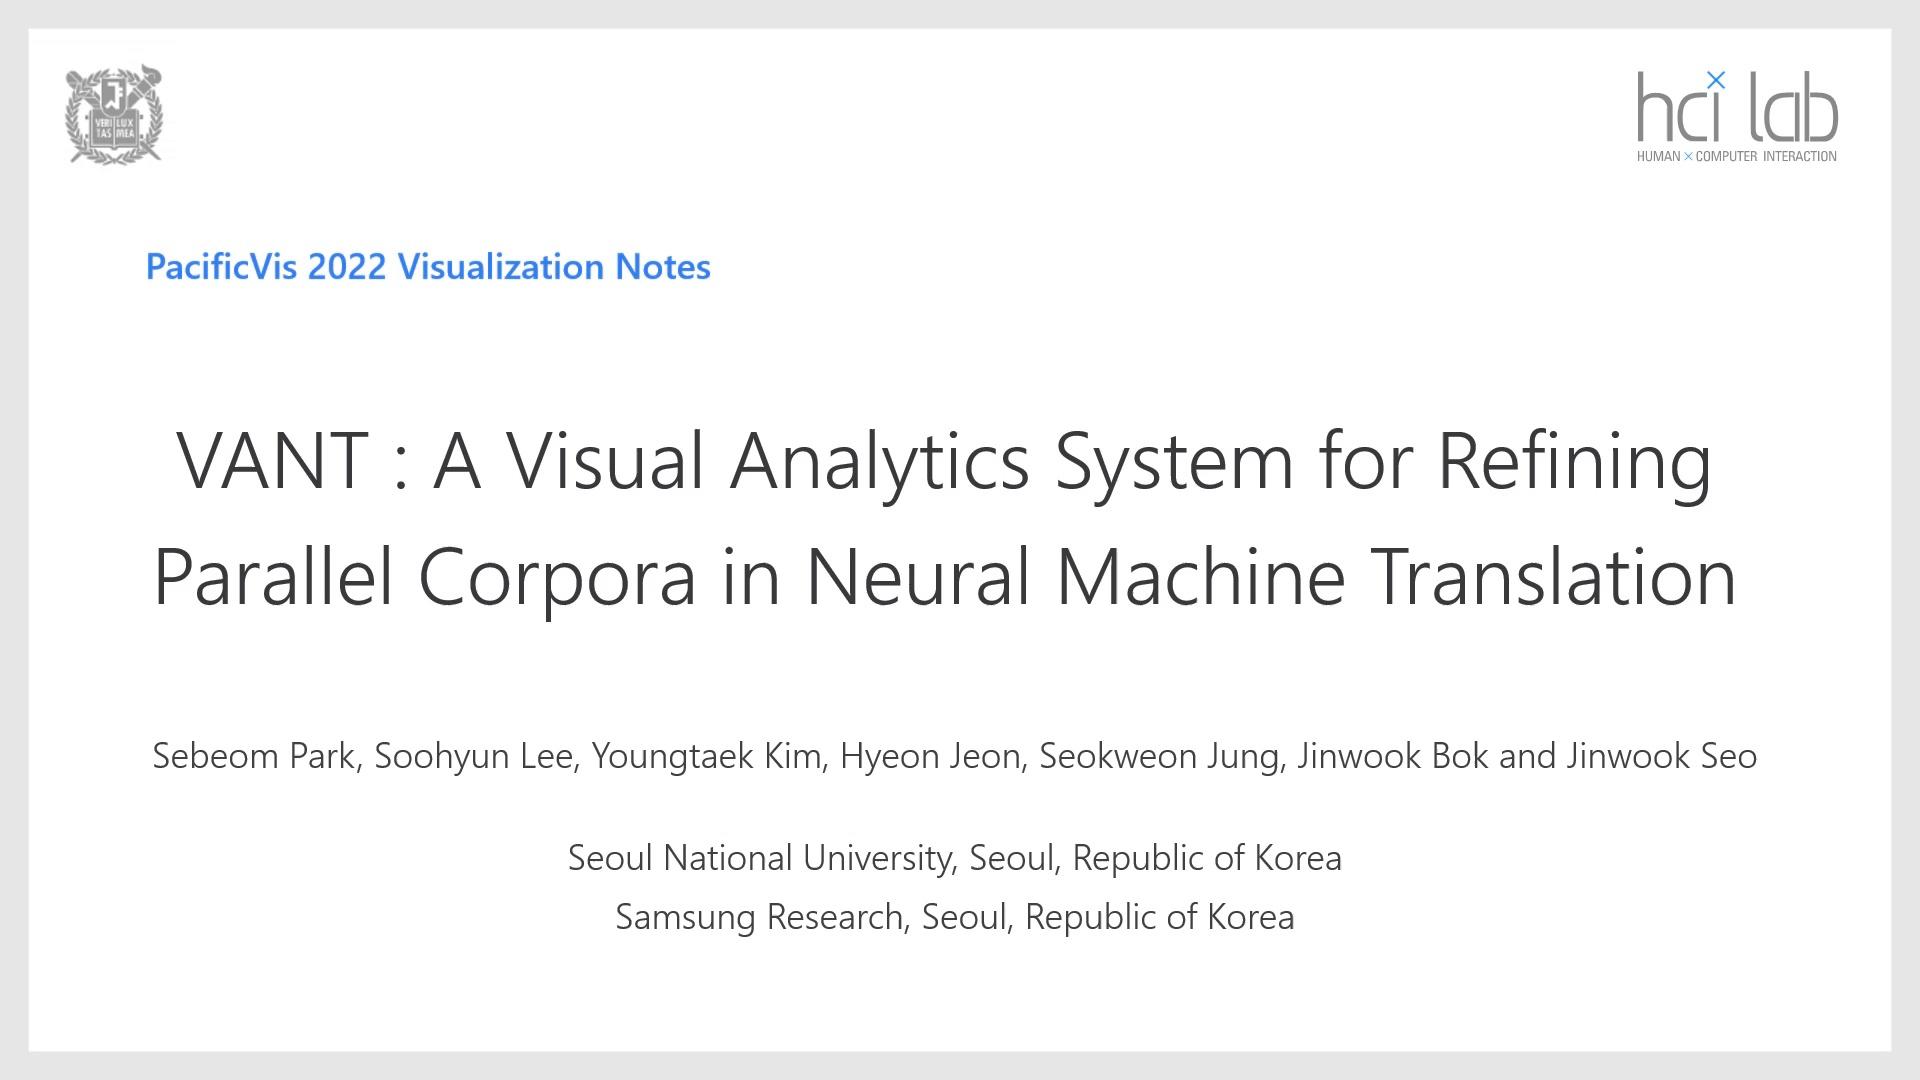 VERI LUX
TAS MEA
hci lab
HUMAN × COMPUTER INTERACTION
PacificVis 2022 Visualization Notes
VANT : A Visual Analytics System for Refining
Parallel Corpora in Neural Machine Translation
Sebeom Park, Soohyun Lee, Youngtaek Kim, Hyeon Jeon, Seokweon Jung, Jinwook Bok and Jinwook Seo
Seoul National University, Seoul, Republic of Korea
Samsung Research, Seoul, Republic of Korea